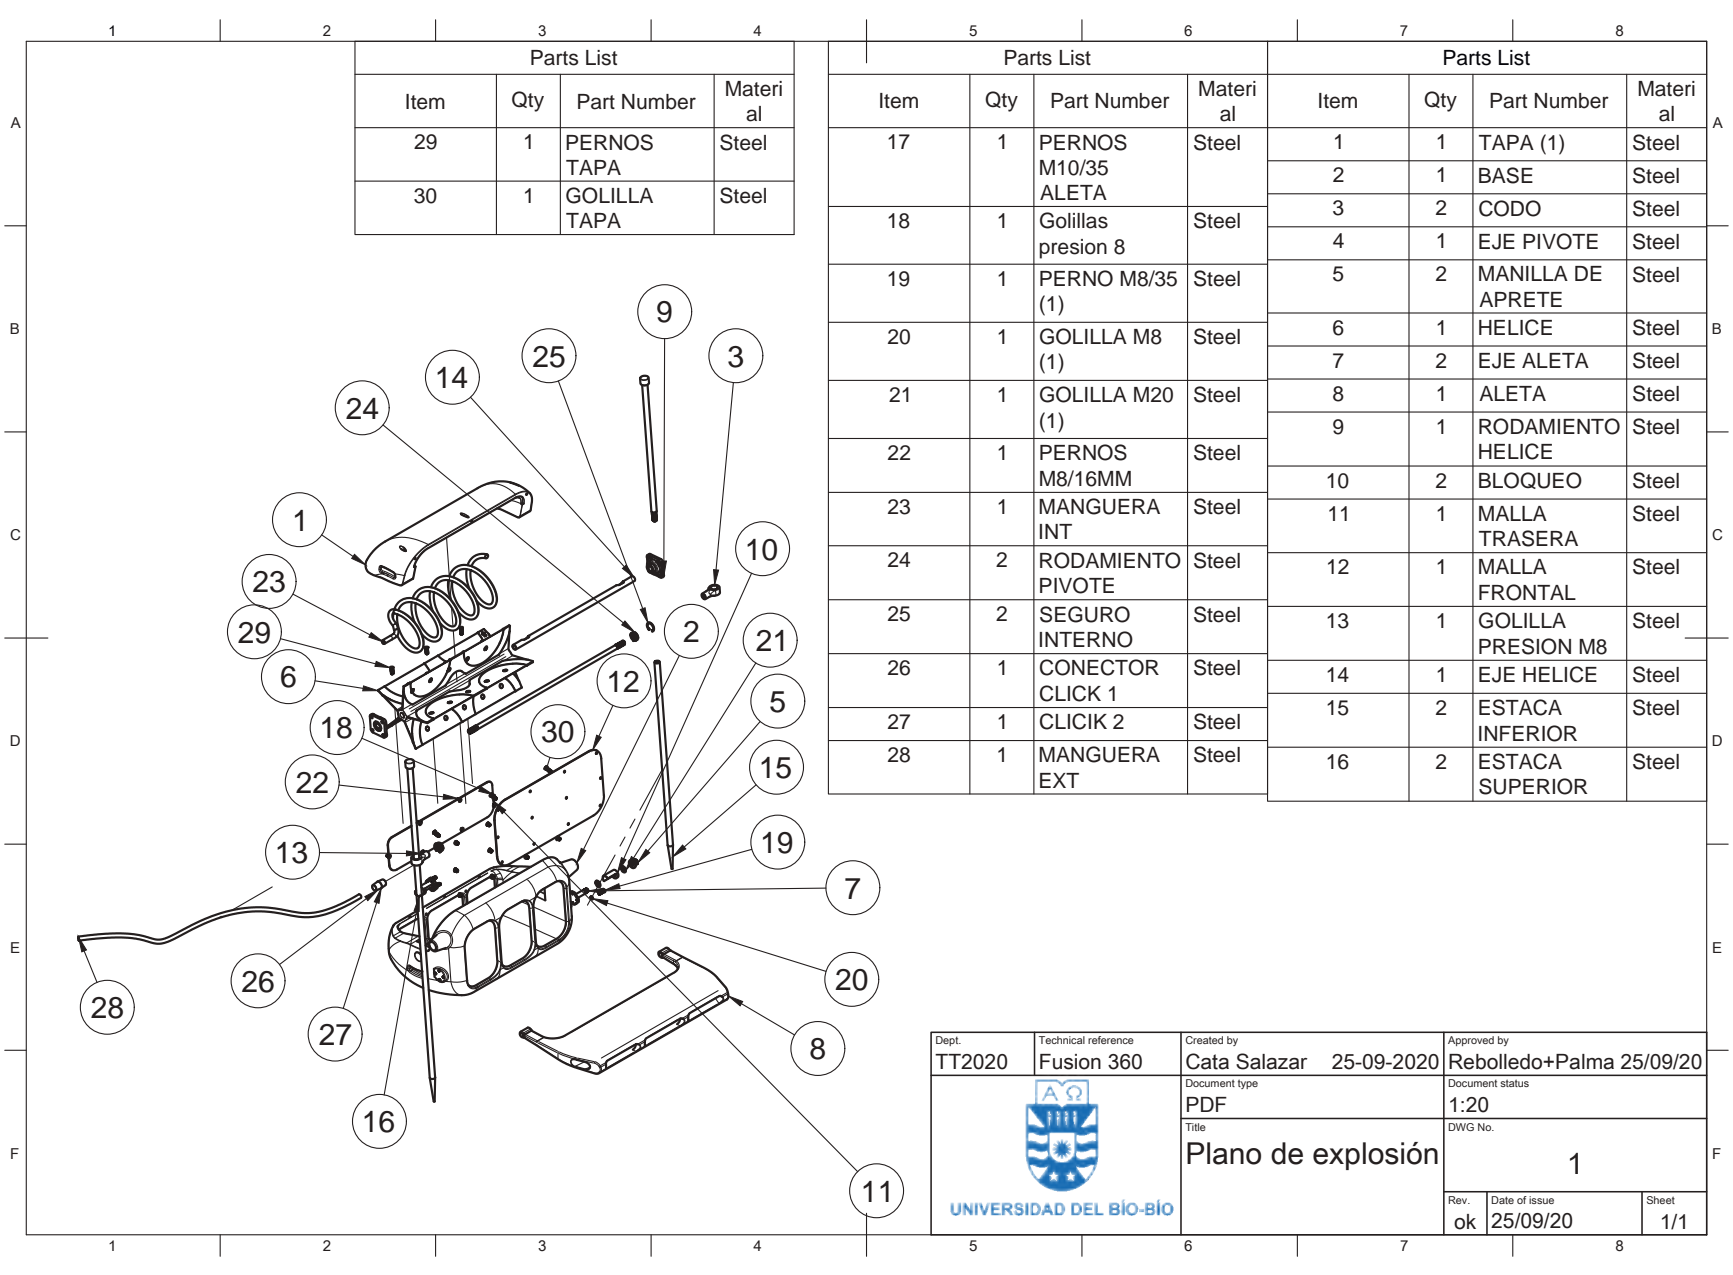 1 2 3 4 5 6 7 8
Parts List
Item Qty Part Number Materi
al
29 1 PERNOS Steel
TAPA
30 1 GOLILLA Steel
TAPA
Parts List
Item Qty Part Number Materi
al
17 1 PERNOS Steel
M10/35
ALETA
18 1 Golillas Steel
presion 8
19 1 PERNO M8/35 Steel
(1)
20 1 GOLILLA M8 Steel
(1)
21 1 GOLILLA M20 Steel
(1)
22 1 PERNOS Steel
M8/16MM
23 1 MANGUERA Steel
INT
24 2 RODAMIENTO Steel
PIVOTE
25 2 SEGURO Steel
INTERNO
26 1 CONECTOR Steel
CLICK 1
27 1 CLICIK 2 Steel
28 1 MANGUERA Steel
EXT
Parts List
Item Qty Part Number Materi
al
1 1 TAPA (1) Steel
2 1 BASE Steel
3 2 CODO Steel
4 1 EJE PIVOTE Steel
5 2 MANILLA DE Steel
APRETE
6 1 HELICE Steel
7 2 EJE ALETA Steel
8 1 ALETA Steel
9 1 RODAMIENTO Steel
HELICE
10 2 BLOQUEO Steel
11 1 MALLA Steel
TRASERA
12 1 MALLA Steel
FRONTAL
13 1 GOLILLA Steel
PRESION M8
14 1 EJE HELICE Steel
15 2 ESTACA Steel
INFERIOR
16 2 ESTACA Steel
SUPERIOR
A A
B B
C C
D D
E E
F F
9
25
3
14
24
1
10
23
29
2
21
6
12
5
18
30
15
22
13
19
7
26
20
28
27
8
16
11
Dept.
TT2020
Technical reference
Fusion 360
Created by
Cata Salazar 25-09-2020
Approved by
Rebolledo+Palma 25/09/20
Document type
PDF
Document status
1:20
Title
Plano de explosión
DWG No.
1
Rev.
ok
Date of issue
25/09/20
Sheet
1/1
Α Ω
UNIVERSIDAD DEL BÍO-BÍO
1 2 3 4 5 6 7 8